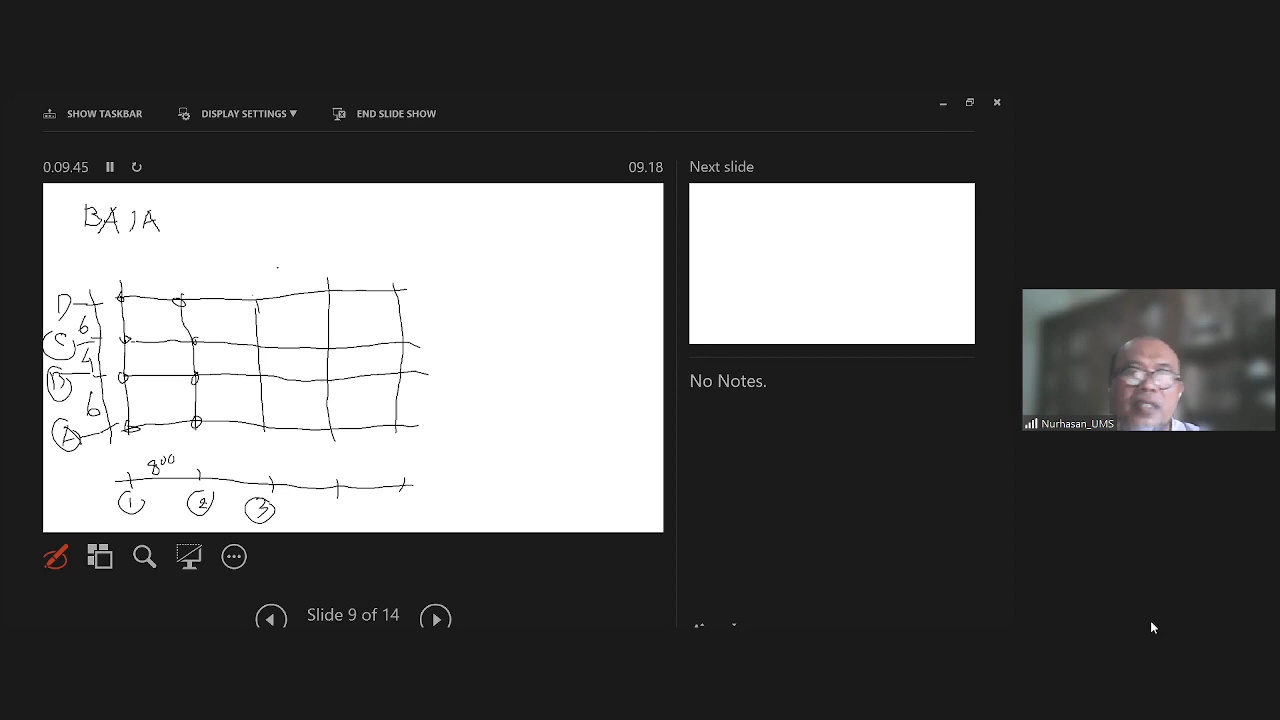 SHOW TASKBAR
DISPLAY SETTINGS ▼
END SLIDE SHOW
0.09.45
09.18
Next slide
BAJA
D
6
C
4
B
6
A
800
1
2
3
No Notes.
Nurhasan_UMS
Slide 9 of 14